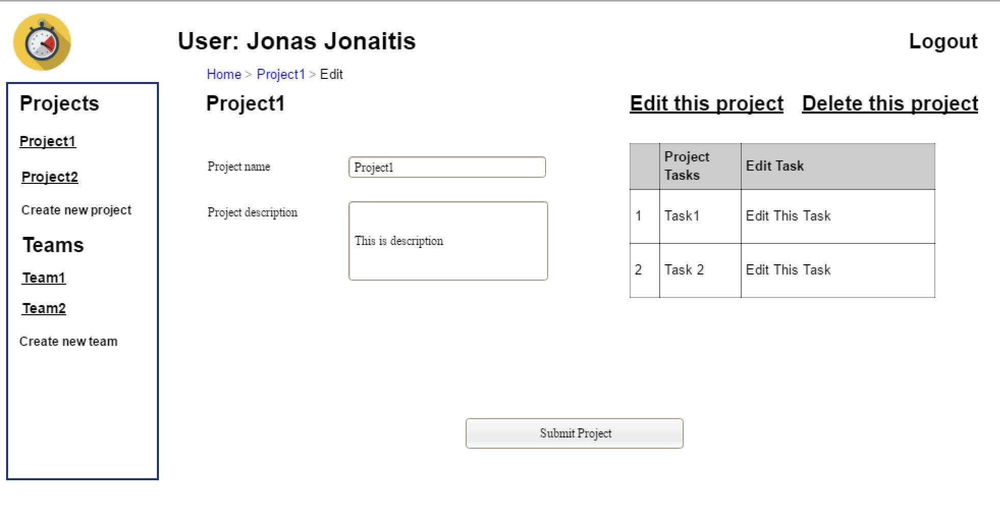 User: Jonas Jonaitis
Logout
Home > Project1 > Edit
Projects
Project1
Project2
Create new project
Teams
Team1
Team2
Create new team
Project1
Edit this project
Delete this project
Project name
Project1
Project description
This is description
Project Tasks
Edit Task
1 Task1 Edit This Task
2 Task 2 Edit This Task
Submit Project